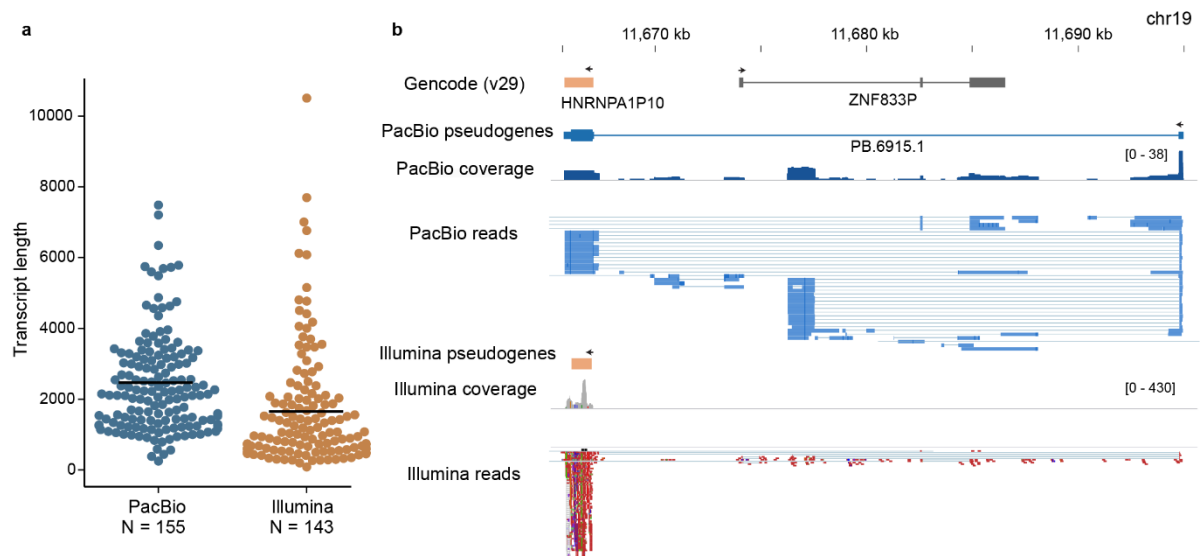 a
Transcript length
10000
8000
6000
4000
2000
0
PacBio
N = 155
Illumina
N = 143
b
chr19
11,670 kb
11,680 kb
11,690 kb
Gencode (v29)
HNRNPA1P10
ZNF833P
PacBio pseudogenes
PB.6915.1
PacBio coverage
[0 - 38]
PacBio reads
Illumina pseudogenes
Illumina coverage
[0 - 430]
Illumina reads